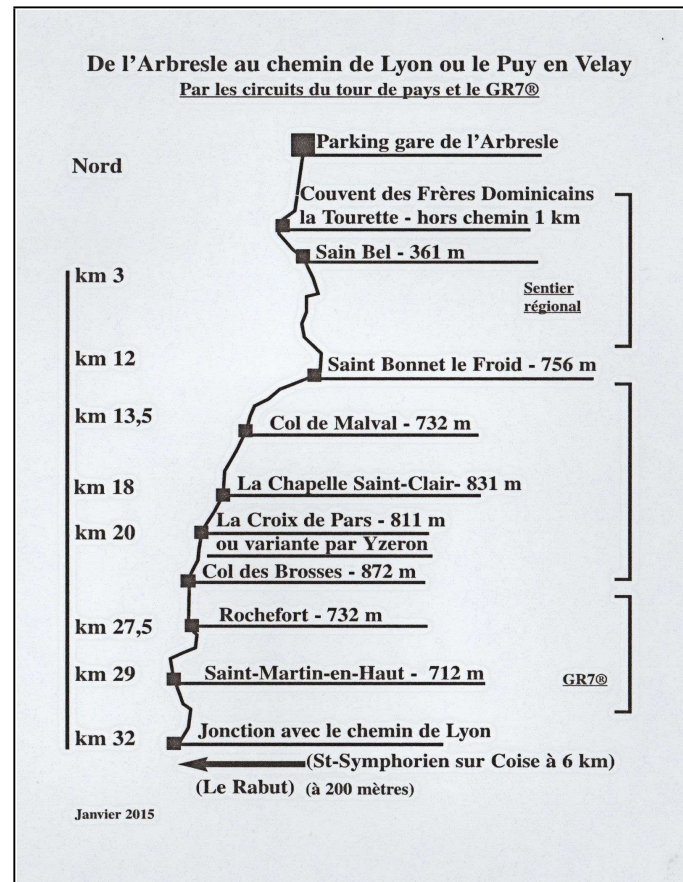 De l'Arbresle au chemin de Lyon ou le Puy en Velay
Par les circuits du tour de pays et le GR7®
Parking gare de l'Arbresle
Nord
Couvent des Frères Dominicains
la Tourette - hors chemin 1 km
Sain Bel - 361 m
km 3
Sentier
régional
km 12
Saint Bonnet le Froid - 756 m
km 13,5
Col de Malval - 732 m
km 18
La Chapelle Saint-Clair- 831 m
km 20
La Croix de Pars - 811 m
ou variante par Yzeron
Col des Brosses - 872 m
km 27,5
Rochefort - 732 m
km 29
Saint-Martin-en-Haut - 712 m
GR7®
km 32
Jonction avec le chemin de Lyon
(St-Symphorien sur Coise à 6 km)
(Le Rabut) (à 200 mètres)
Janvier 2015